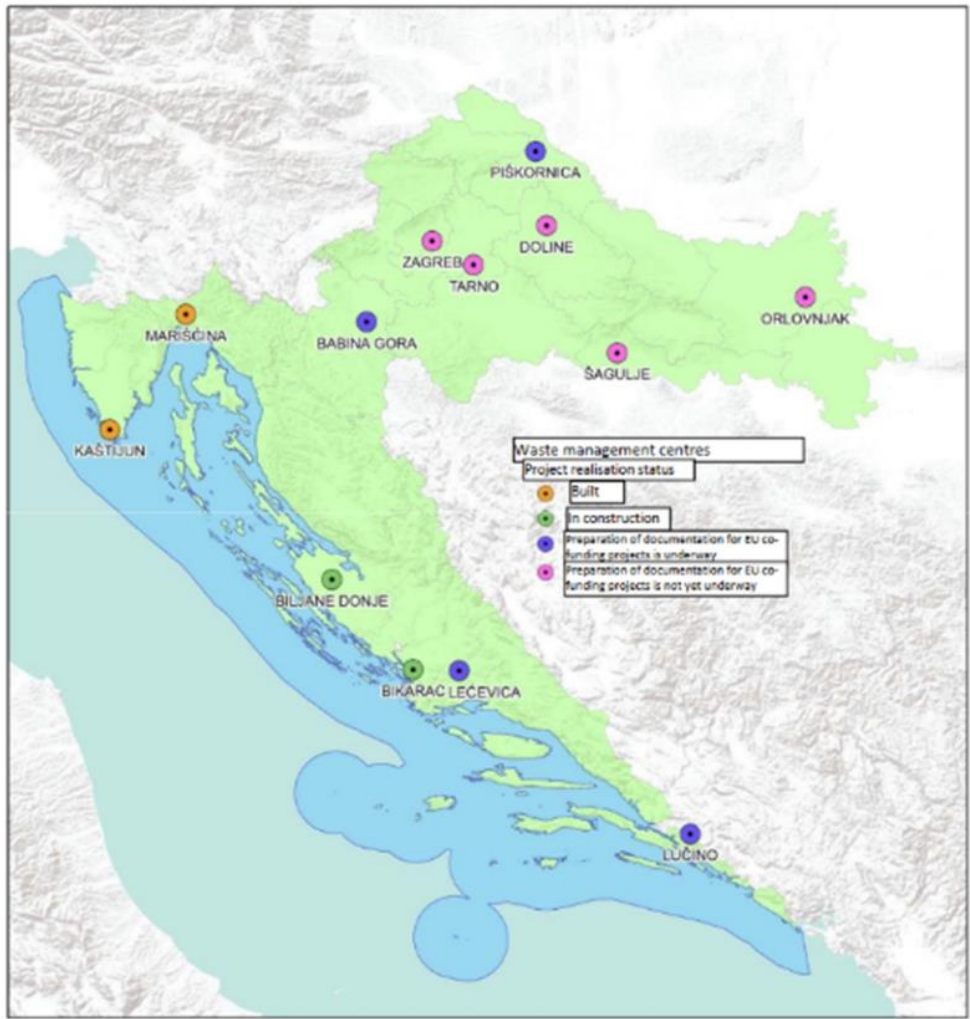 PIŠKORNICA
DOLINE
ZAGREB
TARNO
ORLOVNJAK
MARIŠĆINA
BABINA GORA
ŠAGULJE
KAŠTIJUN
Waste management centres
Project realisation status
Built
In construction
Preparation of documentation for EU co-
funding projects is underway
Preparation of documentation for EU co-
funding projects is not yet underway
BILJANE DONJE
BIKARAC LEĆEVICA
LUČINO